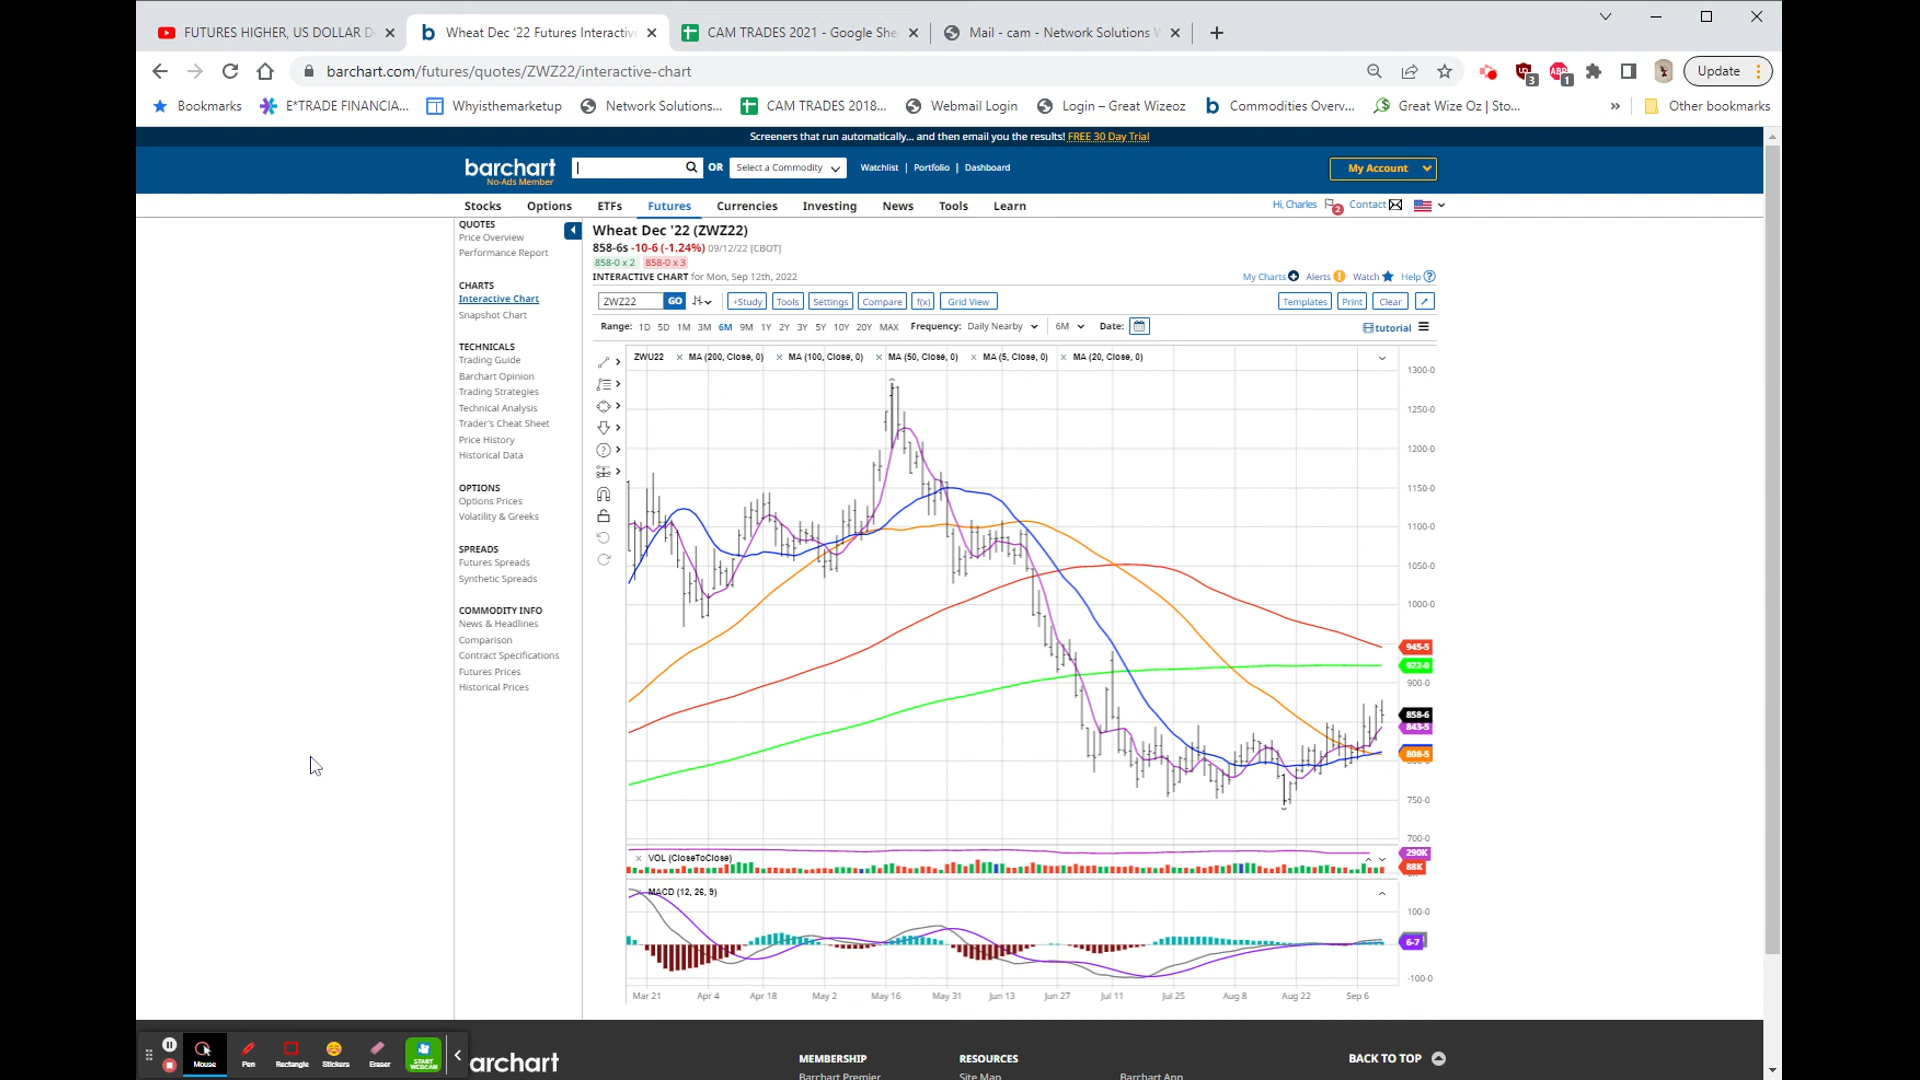 FUTURES HIGHER, US DOLLAR D
Wheat Dec '22 Futures Interactive
CAM TRADES 2021 - Google She
Mail - cam - Network Solutions
barchart.com/futures/quotes/ZWZ22/interactive-chart
3
1
Update
Bookmarks
E*TRADE FINANCIA...
Whyisthemarketup
Network Solutions...
CAM TRADES 2018...
Webmail Login
Login – Great Wizeoz
Commodities Overv...
Great Wize Oz | Sto...
Other bookmarks
Screeners that run automatically... and then email you the results! FREE 30 Day Trial
barchart
No-Ads Member
OR
Select a Commodity
Watchlist | Portfolio | Dashboard
My Account
Stocks
Options
ETFs
Futures
Currencies
Investing
News
Tools
Learn
Hi, Charles
2
Contact
QUOTES
Price Overview
Performance Report
CHARTS
Interactive Chart
Snapshot Chart
TECHNICALS
Trading Guide
Barchart Opinion
Trading Strategies
Technical Analysis
Trader's Cheat Sheet
Price History
Historical Data
OPTIONS
Options Prices
Volatility & Greeks
SPREADS
Futures Spreads
Synthetic Spreads
COMMODITY INFO
News & Headlines
Comparison
Contract Specifications
Futures Prices
Historical Prices
Wheat Dec '22 (ZWZ22)
858-6s -10-6 (-1.24%) 09/12/22 [CBOT]
858-0 x 2 858-0 x 3
INTERACTIVE CHART for Mon, Sep 12th, 2022
My Charts
Alerts
Watch
Help
ZWZ22
GO
+Study
Tools
Settings
Compare
f(x)
Grid View
Templates
Print
Clear
Range: 1D 5D 1M 3M 6M 9M 1Y 2Y 3Y 5Y 10Y 20Y MAX
Frequency: Daily Nearby
6M
Date:
tutorial
ZWU22
MA (200, Close, 0)
MA (100, Close, 0)
MA (50, Close, 0)
MA (5, Close, 0)
MA (20, Close, 0)
1300-0
1250-0
1200-0
1150-0
1100-0
1050-0
1000-0
945-5
922-0
900-0
858-6
843-5
808-5
750-0
700-0
VOL (CloseToClose)
290K
88K
MACD (12, 26, 9)
100-0
6-7
-100-0
Mar 21
Apr 4
Apr 18
May 2
May 16
May 31
Jun 13
Jun 27
Jul 11
Jul 25
Aug 8
Aug 22
Sep 6
Mouse
Pen
Rectangle
Stickers
Eraser
START
WEBCAM
archart
MEMBERSHIP
Barchart Premier
RESOURCES
Site Map
Barchart App
BACK TO TOP